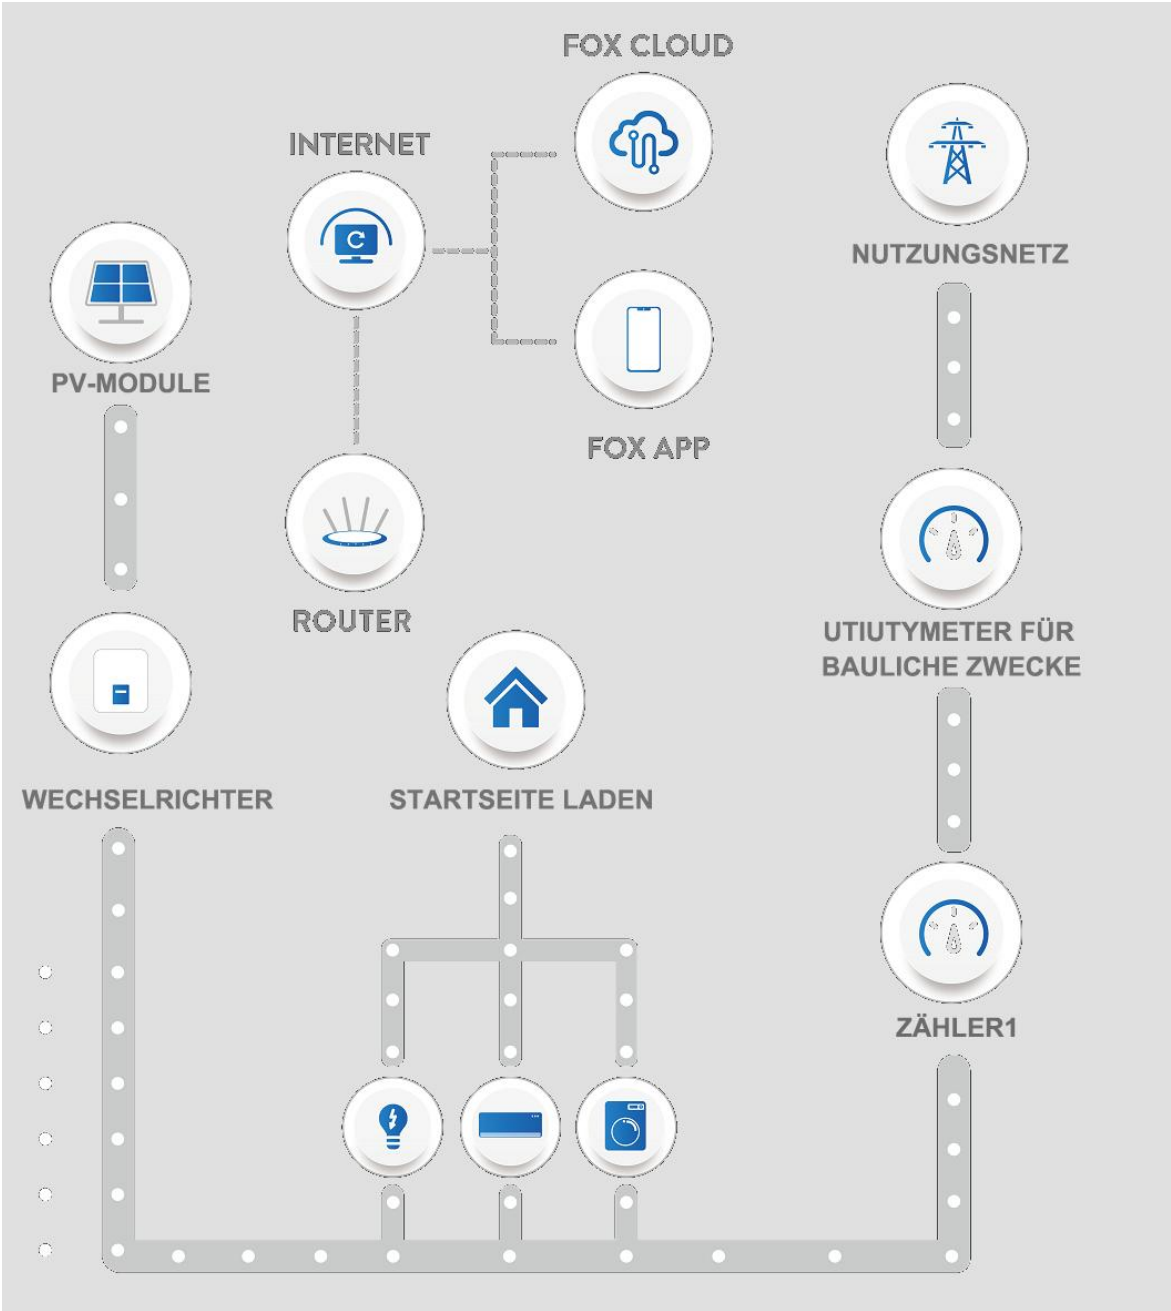 FOX CLOUD
INTERNET
NUTZUNGSNETZ
PV-MODULE
FOX APP
ROUTER
UTIUTYMETER FÜR
BAULICHE ZWECKE
WECHSELRICHTER
STARTSEITE LADEN
ZÄHLER1